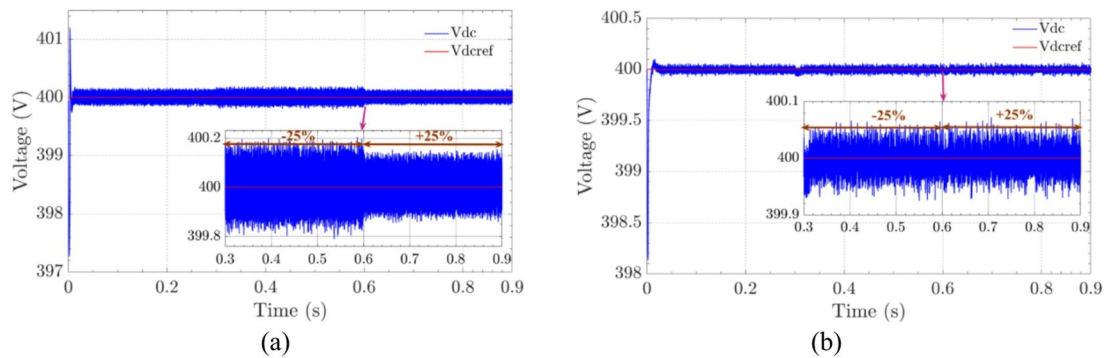 401
400
399
398
397
Voltage (V)
Vdc
Vdcref
-25%
+25%
400.2
400
399.8
0.3 0.4 0.5 0.6 0.7 0.8 0.9
0 0.2 0.4 0.6 0.8 0.9
Time (s)
(a)
400.5
400
399.5
399
398.5
398
Voltage (V)
Vdc
Vdcref
400.1
400
399.9
-25%
+25%
0.3 0.4 0.5 0.6 0.7 0.8 0.9
0 0.2 0.4 0.6 0.8 0.9
Time (s)
(b)